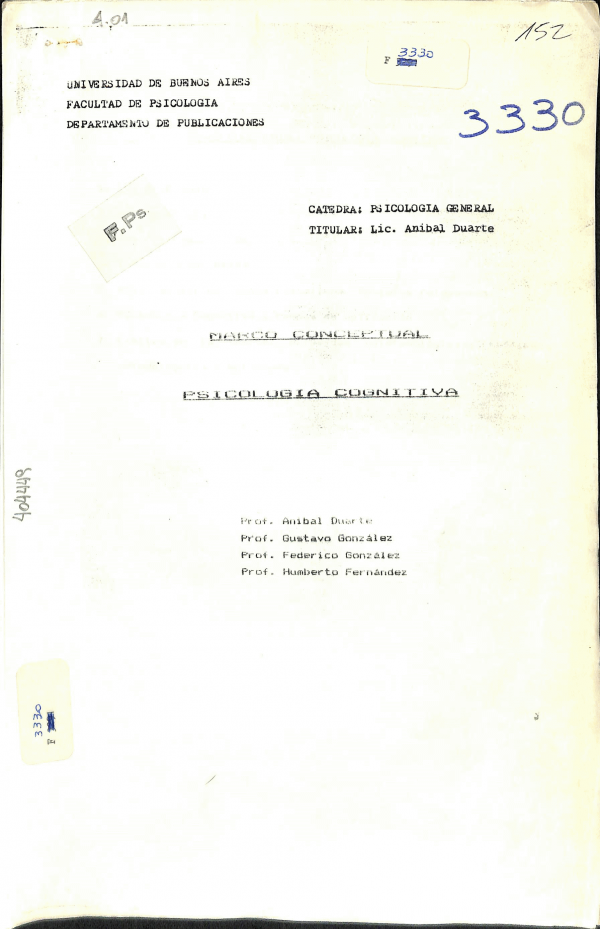 4.01
152
F 3330
UNIVERSIDAD DE BUENOS AIRES
FACULTAD DE PSICOLOGIA
DEPARTAMENTO DE PUBLICACIONES
3330
F.Ps.
CATEDRA: PSICOLOGIA GENERAL
TITULAR: Lic. Anibal Duarte
MARCO CONCEPTUAL
PSICOLOGIA COGNITIVA
404448
Prof. Anibal Duarte
Prof. Gustavo González
Prof. Federico González
Prof. Humberto Fernández
F 3330